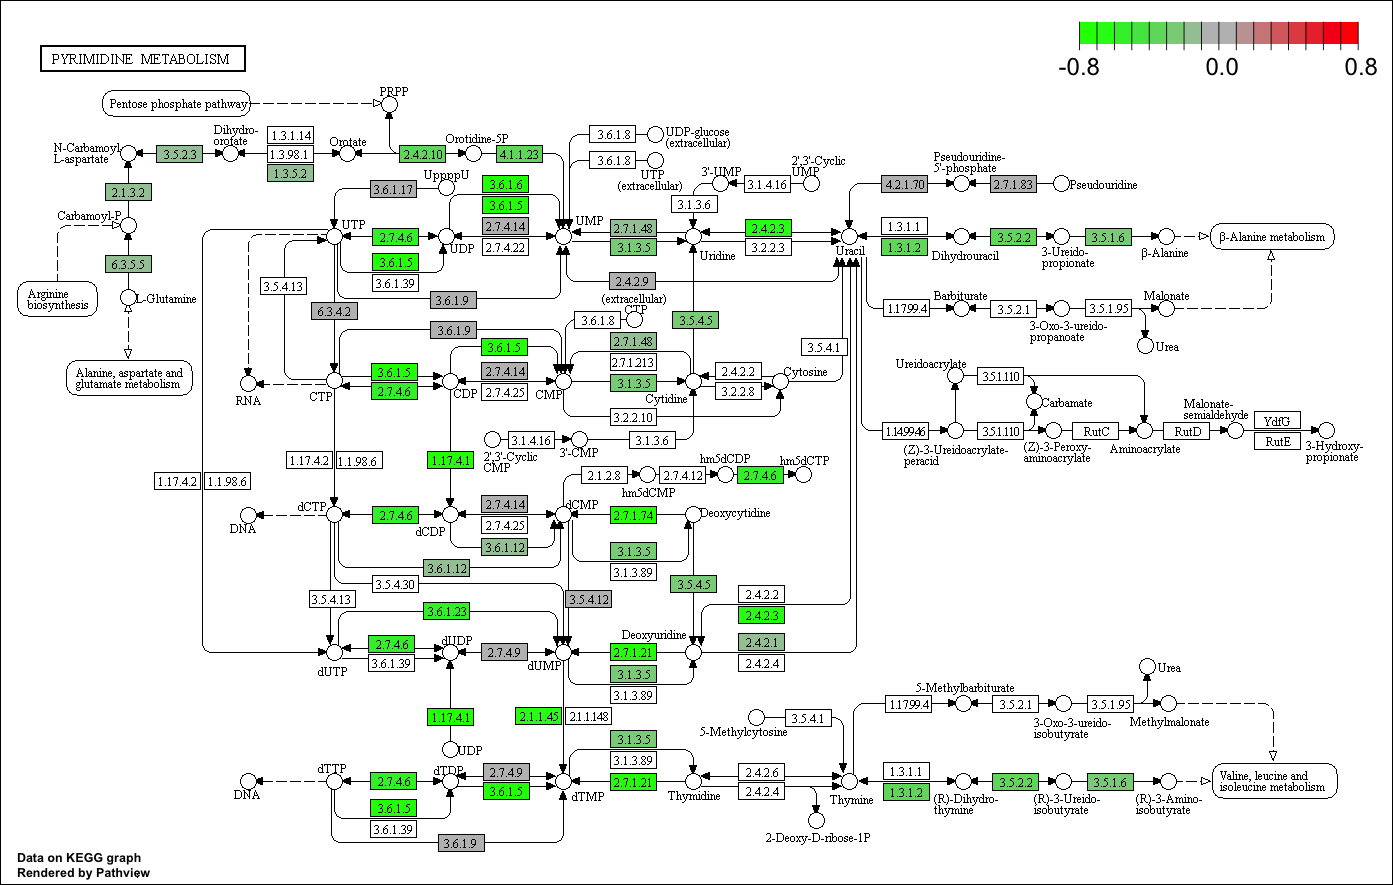 PYRIMIDINE METABOLISM
-0.8 0.0 0.8
Pentose phosphate pathway
PRPP
N-Carbamoyl-
L-aspartate
3.5.2.3
Dihydro-
orotate
1.3.1.14
1.3.98.1
1.3.5.2
Orotate
2.4.2.10
Orotidine-5P
4.1.1.23
3.6.1.8
UDP-glucose
(extracellular)
3.6.1.8
UTP
(extracellular)
2.1.3.2
Carbamoyl-P
6.3.5.5
L-Glutamine
Arginine
biosynthesis
Alanine, aspartate and
glutamate metabolism
UppppU
3.6.1.17
3.6.1.6
3.6.1.5
2.7.4.14
2.7.4.22
UTP
2.7.4.6
3.6.1.5
3.6.1.39
UDP
UMP
3.6.1.9
2.7.1.48
3.1.3.5
Uridine
3'-UMP
3.1.4.16
2',3'-Cyclic
UMP
3.1.3.6
2.4.2.3
3.2.2.3
Uracil
2.4.2.9
(extracellular)
CTP
3.6.1.8
4.2.1.70
Pseudouridine-
5'-phosphate
2.7.1.83
Pseudouridine
1.3.1.1
1.3.1.2
Dihydrouracil
3.5.2.2
3-Ureido-
propionate
3.5.1.6
β-Alanine
β-Alanine metabolism
1.1.99.4
Barbiturate
3.5.2.1
3-Oxo-3-ureido-
propanoate
3.5.1.95
Malonate
Urea
3.5.4.13
6.3.4.2
3.6.1.9
3.5.4.5
2.7.1.48
2.7.1.213
3.1.3.5
3.6.1.5
2.7.4.14
2.7.4.25
3.6.1.5
2.7.4.6
RNA
CTP
CDP
CMP
Cytidine
2.4.2.2
3.2.2.8
Cytosine
3.5.4.1
3.2.2.10
2',3'-Cyclic
CMP
3.1.4.16
3'-CMP
3.1.3.6
Ureidoacrylate
3.5.1.110
Carbamate
1.14.99.46
(Z)-3-Ureidoacrylate-
peracid
3.5.1.110
(Z)-3-Peroxy-
aminoacrylate
RutC
Aminoacrylate
RutD
Malonate-
semialdehyde
YdfG
RutE
3-Hydroxy-
propionate
1.17.4.2
1.1.98.6
1.17.4.2
1.1.98.6
1.17.4.1
2.1.2.8
hm5dCMP
2.7.4.12
hm5dCDP
2.7.4.6
hm5dCTP
DNA
dCTP
2.7.4.6
dCDP
2.7.4.14
2.7.4.25
3.6.1.12
dCMP
2.7.1.74
Deoxycytidine
3.1.3.5
3.1.3.89
3.6.1.12
3.5.4.30
3.5.4.13
3.5.4.12
3.5.4.5
2.4.2.2
2.4.2.3
2.4.2.1
2.4.2.4
3.6.1.23
2.7.4.6
3.6.1.39
dUTP
dUDP
2.7.4.9
dUMP
Deoxyuridine
2.7.1.21
3.1.3.5
3.1.3.89
1.17.4.1
UDP
2.1.1.45
2.1.1.148
3.1.3.5
3.1.3.89
2.7.1.21
DNA
dTTP
2.7.4.6
3.6.1.5
3.6.1.39
dTDP
2.7.4.9
3.6.1.5
dTMP
3.6.1.9
Thymidine
2.4.2.6
2.4.2.4
2-Deoxy-D-ribose-1P
5-Methylcytosine
3.5.4.1
Thymine
1.1.99.4
5-Methylbarbiturate
3.5.2.1
3-Oxo-3-ureido-
isobutyrate
3.5.1.95
Methylmalonate
Urea
1.3.1.1
1.3.1.2
(R)-Dihydro-
thymine
3.5.2.2
(R)-3-Ureido-
isobutyrate
3.5.1.6
(R)-3-Amino-
isobutyrate
Valine, leucine and
isoleucine metabolism
Data on KEGG graph
Rendered by Pathview